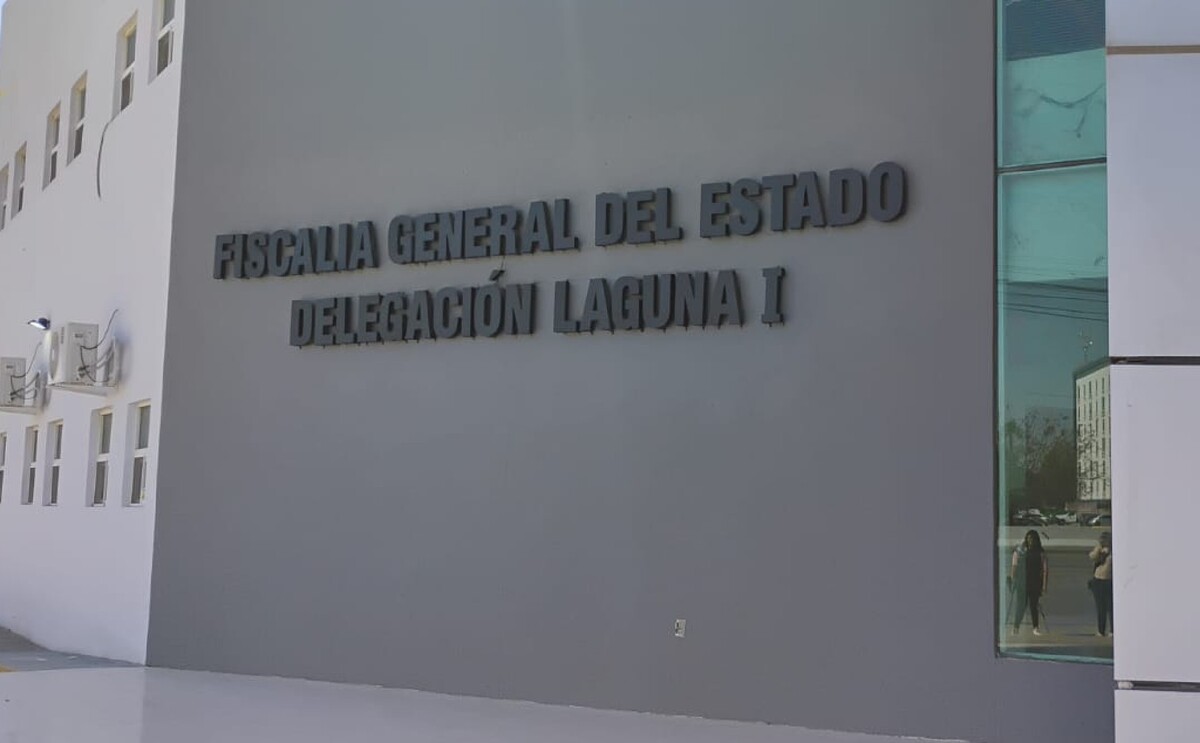 FISCALIA GENERAL DEL ESTADO
DELEGACIÓN LAGUNA I